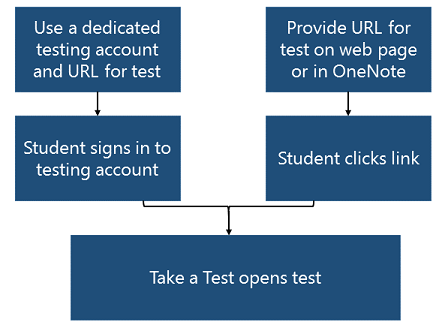 Use a dedicated
testing account
and URL for test
Provide URL for
test on web page
or in OneNote
Student signs in to
testing account
Student clicks link
Take a Test opens test